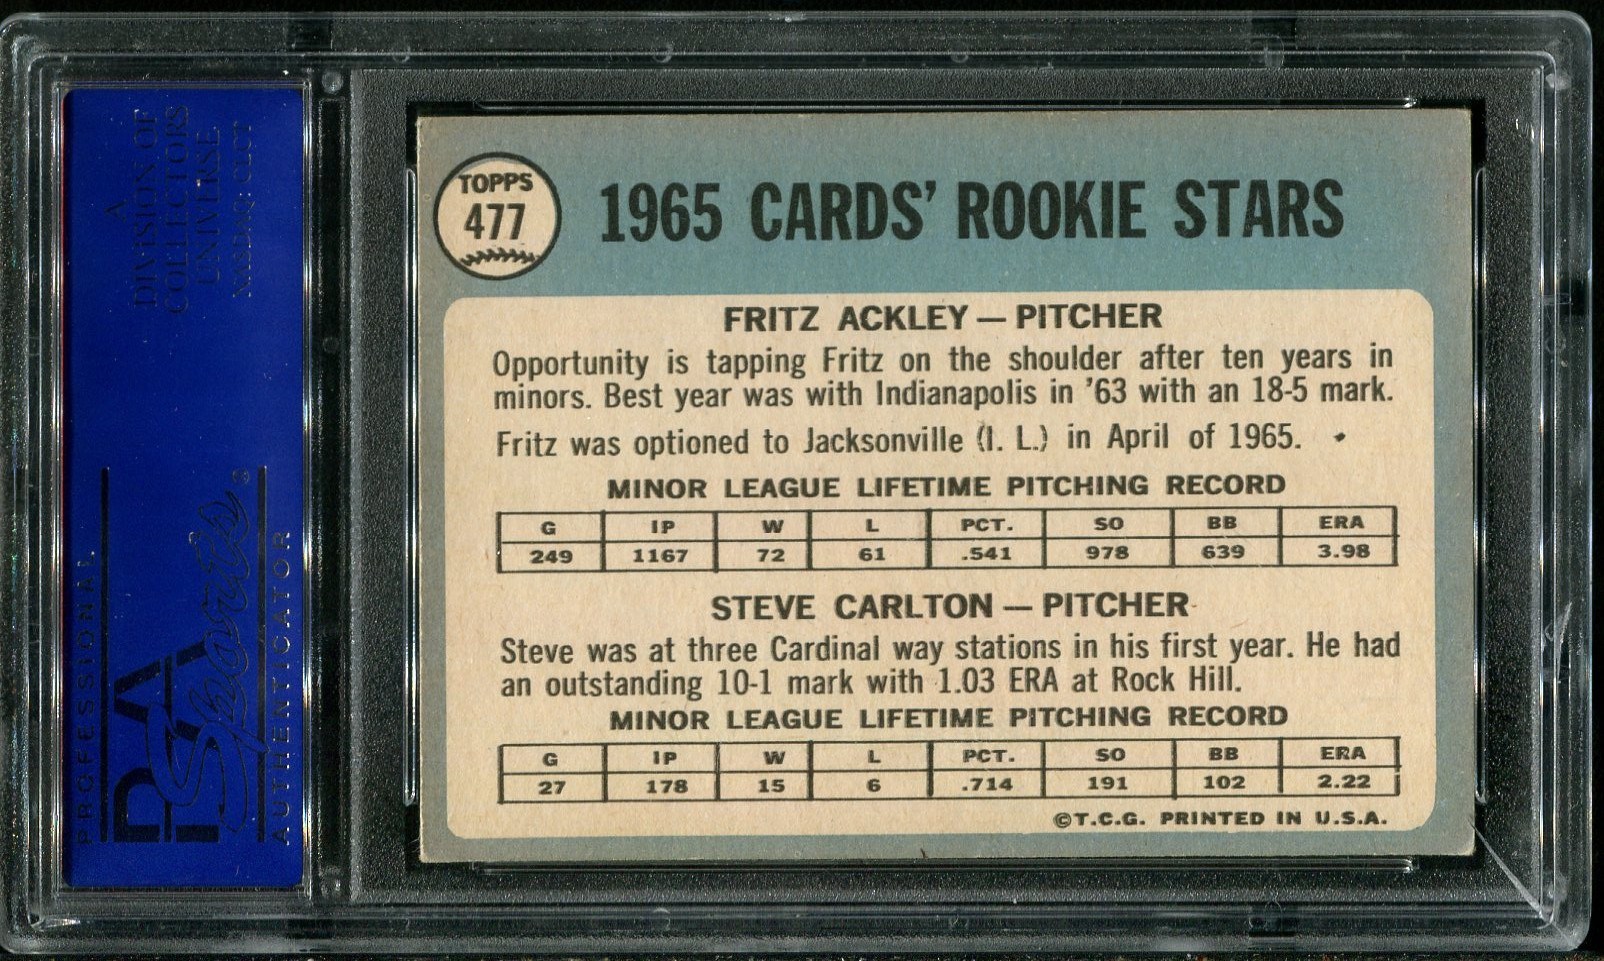 A
DIVISION OF
COLLECTORS
UNIVERSE
NASDAQ: CLCT
PROFESSIONAL
PSA
Sports
AUTHENTICATOR
TOPPS
477
1965 CARDS' ROOKIE STARS
FRITZ ACKLEY — PITCHER
Opportunity is tapping Fritz on the shoulder after ten years in
minors. Best year was with Indianapolis in '63 with an 18-5 mark.
Fritz was optioned to Jacksonville (I. L.) in April of 1965.
MINOR LEAGUE LIFETIME PITCHING RECORD
G IP W L PCT. SO BB ERA
249 1167 72 61 .541 978 639 3.98
STEVE CARLTON — PITCHER
Steve was at three Cardinal way stations in his first year. He had
an outstanding 10-1 mark with 1.03 ERA at Rock Hill.
MINOR LEAGUE LIFETIME PITCHING RECORD
G IP W L PCT. SO BB ERA
27 178 15 6 .714 191 102 2.22
©T.C.G. PRINTED IN U.S.A.